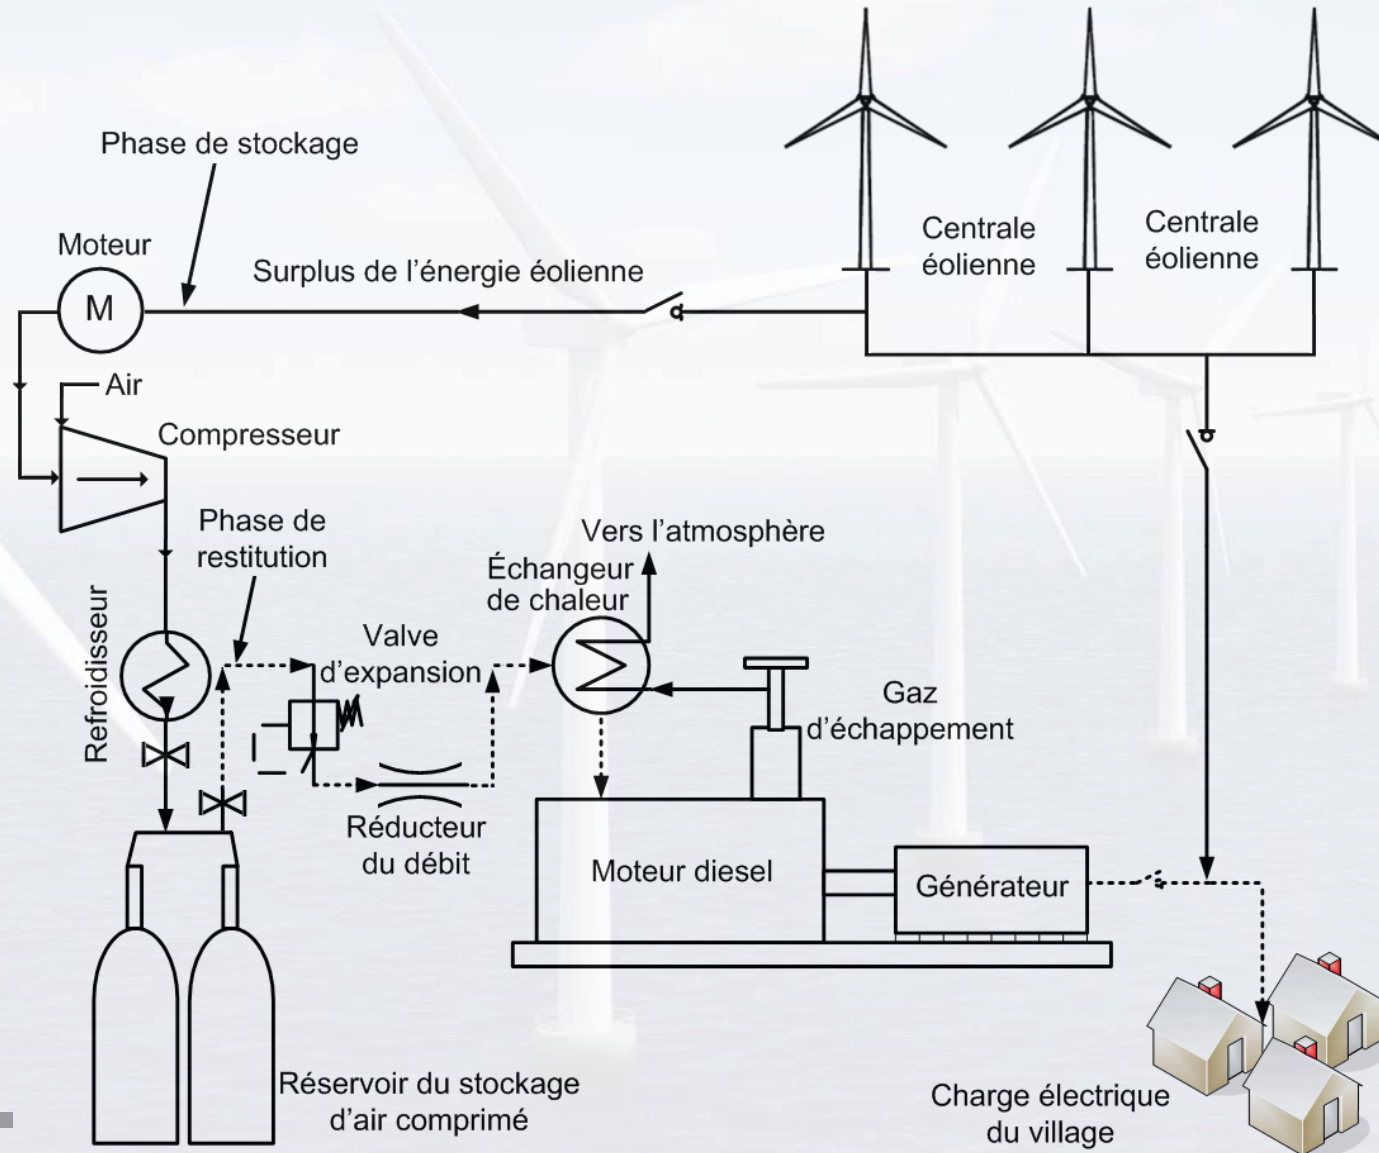 Phase de stockage
Moteur
M
Surplus de l'énergie éolienne
Centrale
éolienne
Centrale
éolienne
Air
Compresseur
Phase de
restitution
Refroidisseur
Valve
d'expansion
Vers l'atmosphère
Échangeur
de chaleur
Gaz
d'échappement
Réducteur
du débit
Moteur diesel
Générateur
Réservoir du stockage
d'air comprimé
Charge électrique
du village